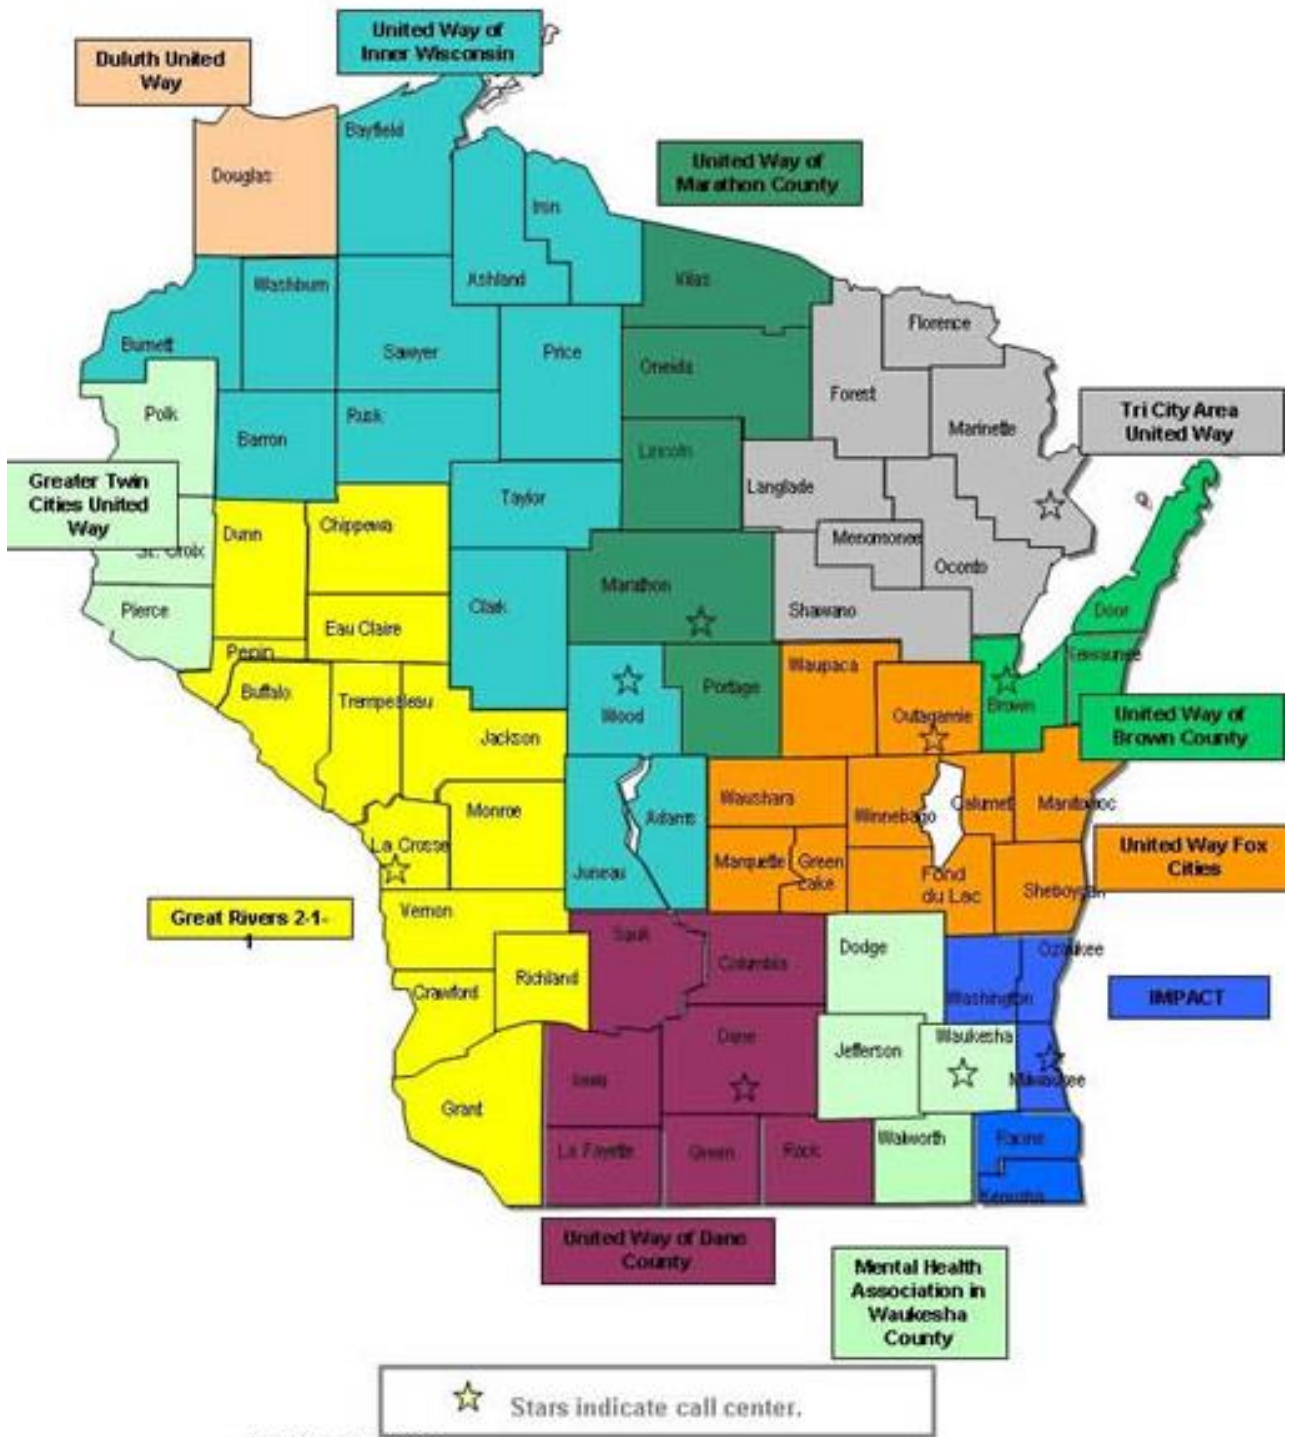 United Way of
Inner Wisconsin
Duluth United
Way
Bayfield
United Way of
Marathon County
Douglas
Iron
Ashland
Vilas
Washburn
Florence
Burnett
Sawyer
Price
Oneida
Forest
Polk
Rusk
Tri City Area
United Way
Barron
Marinette
Lincoln
Greater Twin
Cities United
Way
Taylor
Langlade
Chippewa
Dunn
St. Croix
Menomonee
Oconto
Marathon
Clark
Pierce
Shawano
Door
Eau Claire
Pepin
Kewaunee
Waupaca
Buffalo
Trempealeau
Portage
Wood
Outagamie
Brown
United Way of
Brown County
Jackson
Waushara
Calumet
Manitowoc
Monroe
Adams
Winnebago
La Crosse
United Way Fox
Cities
Marquette
Green
Lake
Juneau
Fond
du Lac
Sheboygan
Great Rivers 2-1-
1
Vernon
Sauk
Dodge
Ozaukee
Columbia
Richland
Crawford
Washington
IMPACT
Dane
Waukesha
Jefferson
Iowa
Milwaukee
Grant
Walworth
Racine
La Fayette
Green
Rock
Kenosha
United Way of Dane
County
Mental Health
Association in
Waukesha
County
Stars indicate call center.